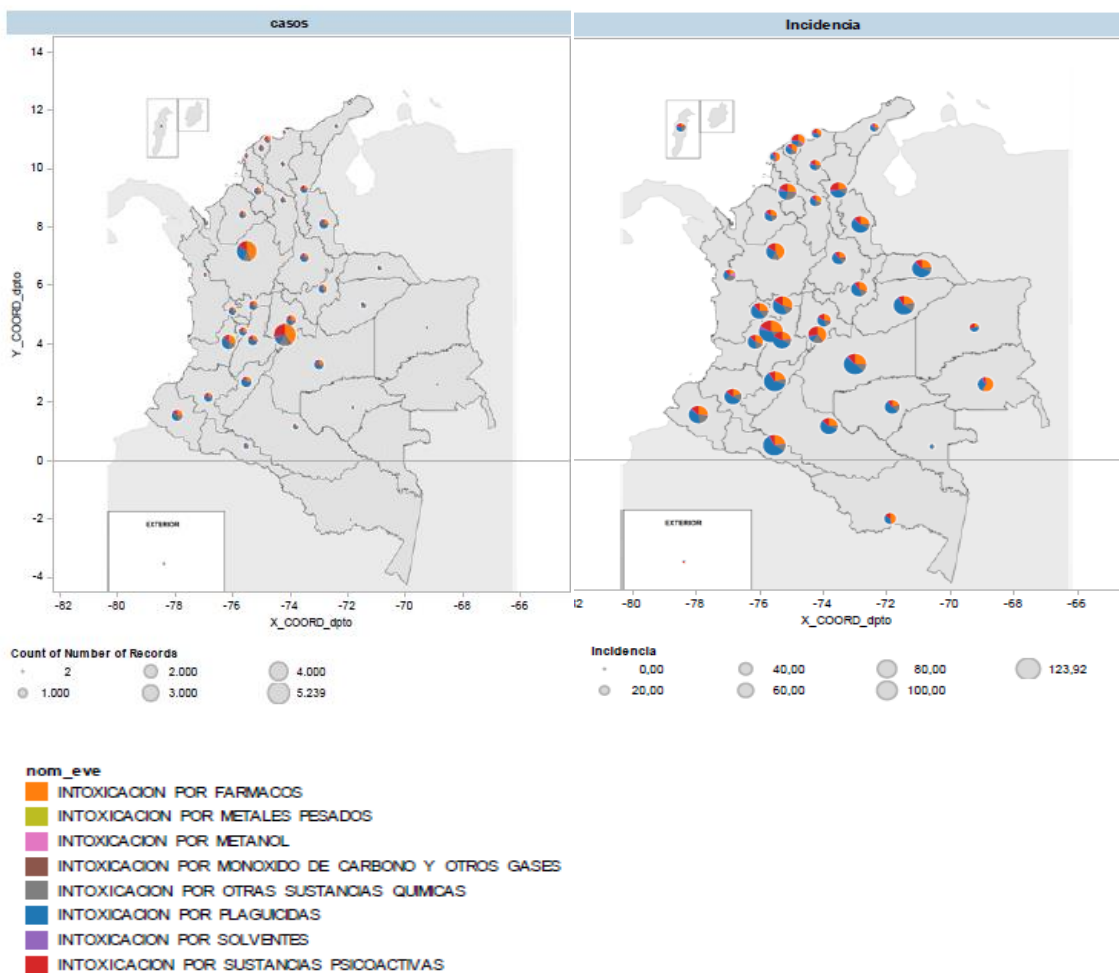 casos
Incidencia
14
12
10
8
6
4
2
0
-2
-4
Y_COORD_dpto
EXTERIOR
EXTERIOR
-82 -80 -78 -76 -74 -72 -70 -68 -66
32 -80 -78 -76 -74 -72 -70 -68 -66
X_COORD_dpto
X_COORD_dpto
Count of Number of Records
2 2.000 4.000
1.000 3.000 5.239
Incidencia
0,00 40,00 80,00 123,92
20,00 60,00 100,00
nom_eve
INTOXICACION POR FARMACOS
INTOXICACION POR METALES PESADOS
INTOXICACION POR METANOL
INTOXICACION POR MONOXIDO DE CARBONO Y OTROS GASES
INTOXICACION POR OTRAS SUSTANCIAS QUIMICAS
INTOXICACION POR PLAGUICIDAS
INTOXICACION POR SOLVENTES
INTOXICACION POR SUSTANCIAS PSICOACTIVAS